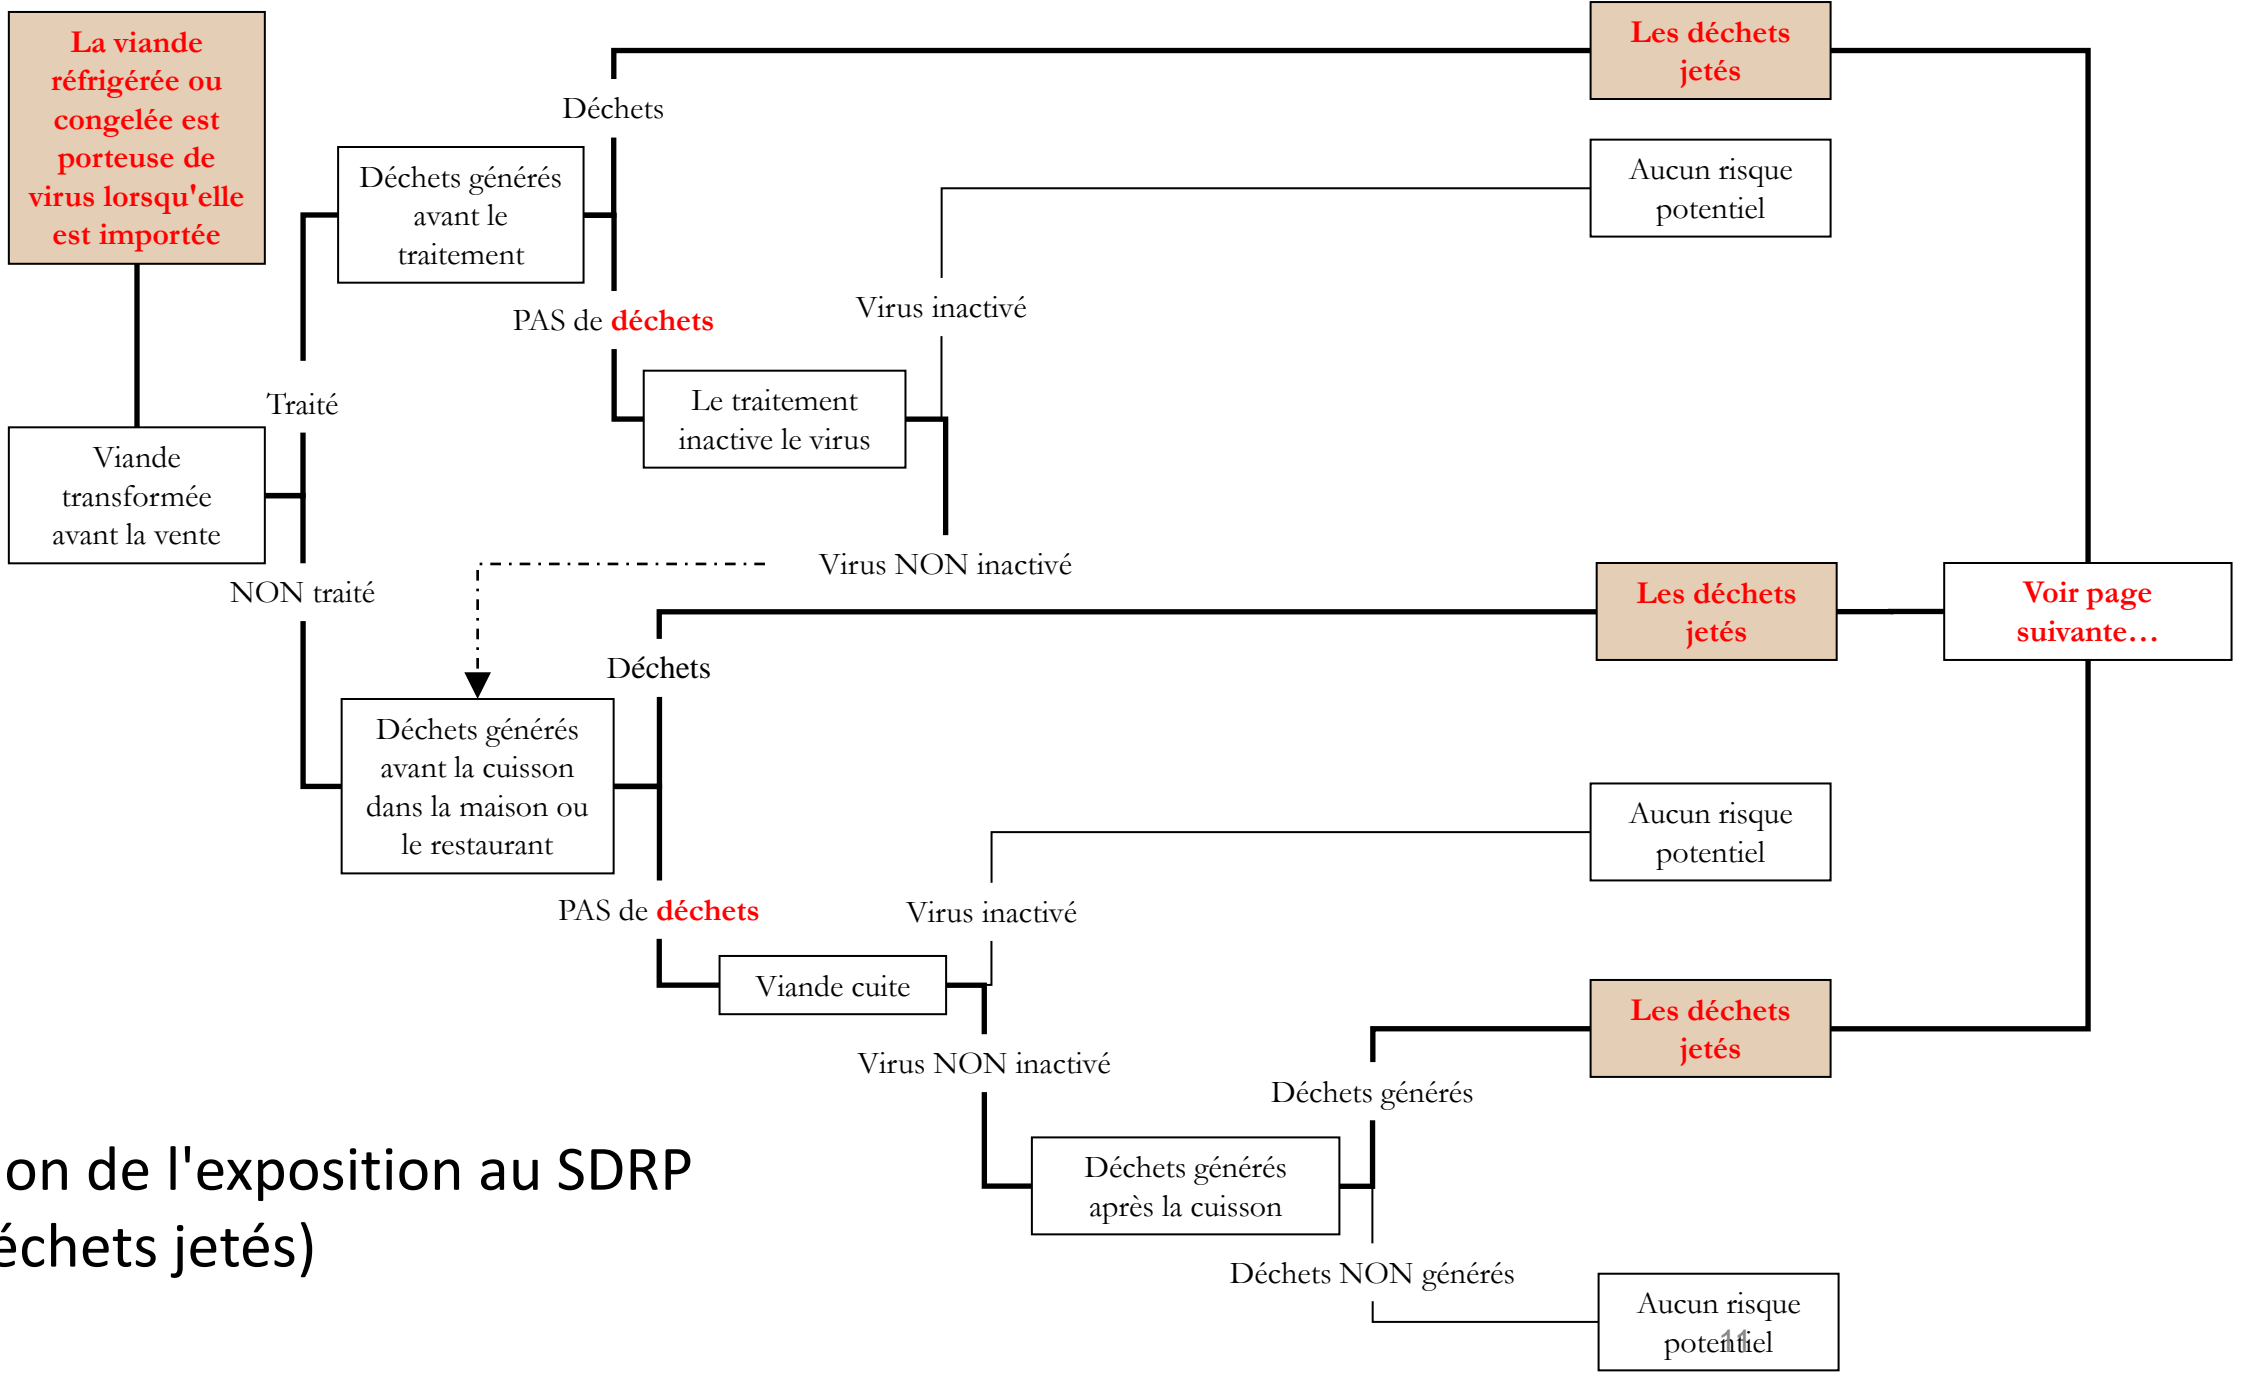 La viande
réfrigérée ou
congelée est
porteuse de
virus lorsqu'elle
est importée
Viande
transformée
avant la vente
Traité
NON traité
Déchets générés
avant le
traitement
Déchets
PAS de déchets
Le traitement
inactive le virus
Virus inactivé
Virus NON inactivé
Les déchets
jetés
Aucun risque
potentiel
Déchets générés
avant la cuisson
dans la maison ou
le restaurant
Déchets
PAS de déchets
Les déchets
jetés
Voir page
suivante…
Viande cuite
Virus inactivé
Virus NON inactivé
Aucun risque
potentiel
Déchets générés
après la cuisson
Déchets générés
Déchets NON générés
Les déchets
jetés
Aucun risque
potentiel
11
on de l'exposition au SDRP
échets jetés)